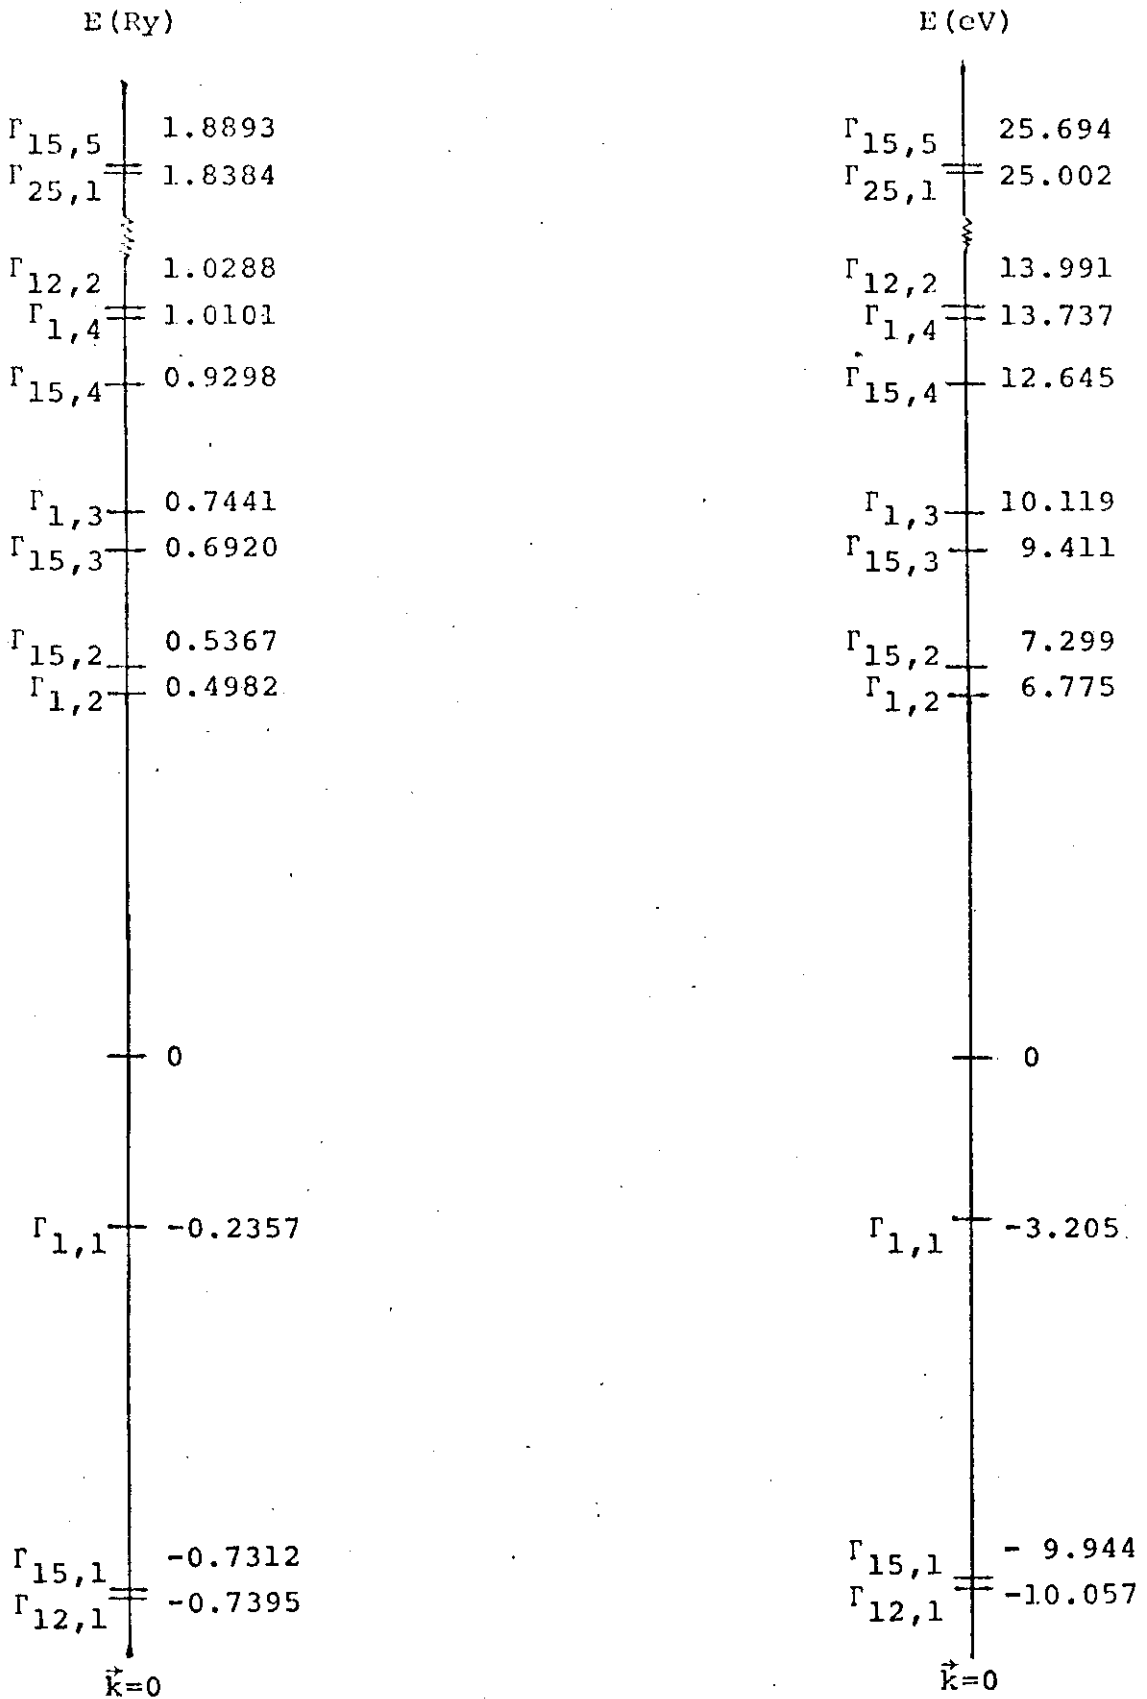 E(Ry) E(eV)
Γ15,5 1.8893 Γ15,5 25.694
Γ25,1 1.8384 Γ25,1 25.002
Γ12,2 1.0288 Γ12,2 13.991
Γ1,4 1.0101 Γ1,4 13.737
Γ15,4 0.9298 Γ15,4 12.645
Γ1,3 0.7441 Γ1,3 10.119
Γ15,3 0.6920 Γ15,3 9.411
Γ15,2 0.5367 Γ15,2 7.299
Γ1,2 0.4982 Γ1,2 6.775
0 0
Γ1,1 -0.2357 Γ1,1 -3.205
Γ15,1 -0.7312 Γ15,1 - 9.944
Γ12,1 -0.7395 Γ12,1 -10.057
k⃗=0 k⃗=0